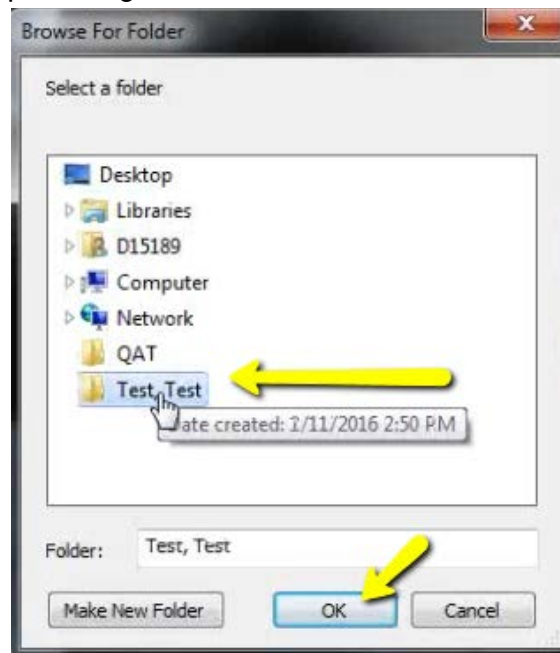 Browse For Folder
Select a folder
Desktop
Libraries
D15189
Computer
Network
QAT
Test, Test
ate created: 2/11/2016 2:50 PM
Folder: Test, Test
Make New Folder OK Cancel